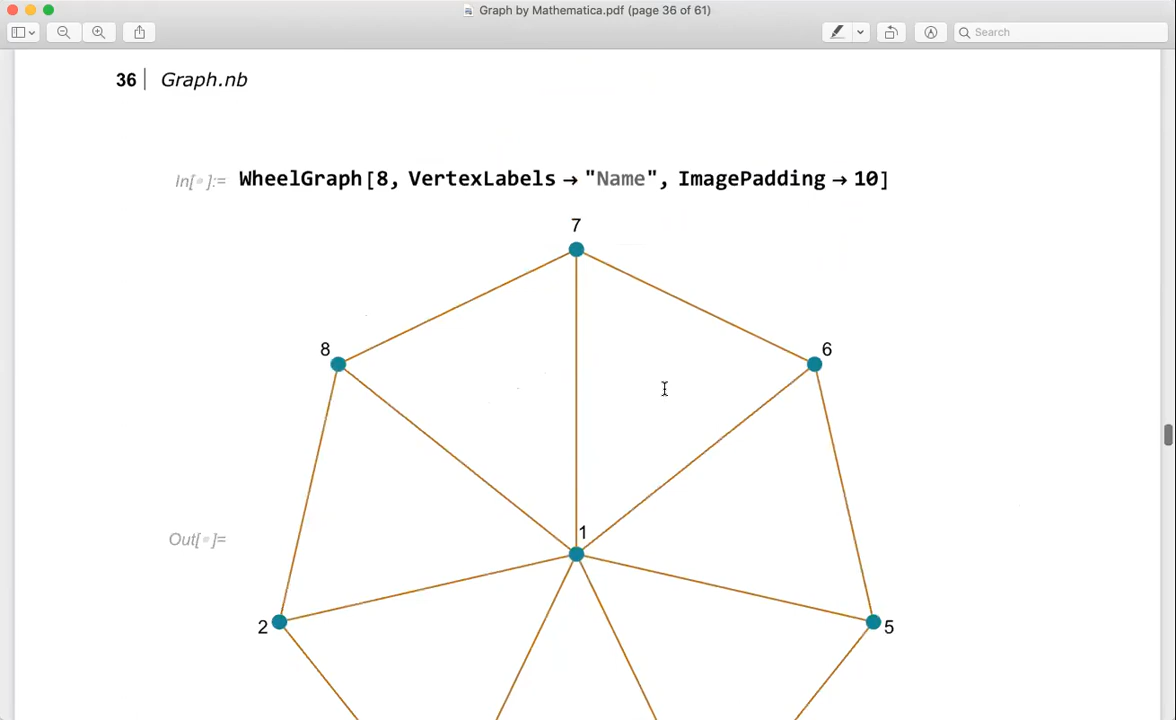 Graph by Mathematica.pdf (page 36 of 61)
Search
36 | Graph.nb
In[∘]:= WheelGraph[8, VertexLabels → "Name", ImagePadding → 10]
7
8
6
1
Out[∘]=
2
5